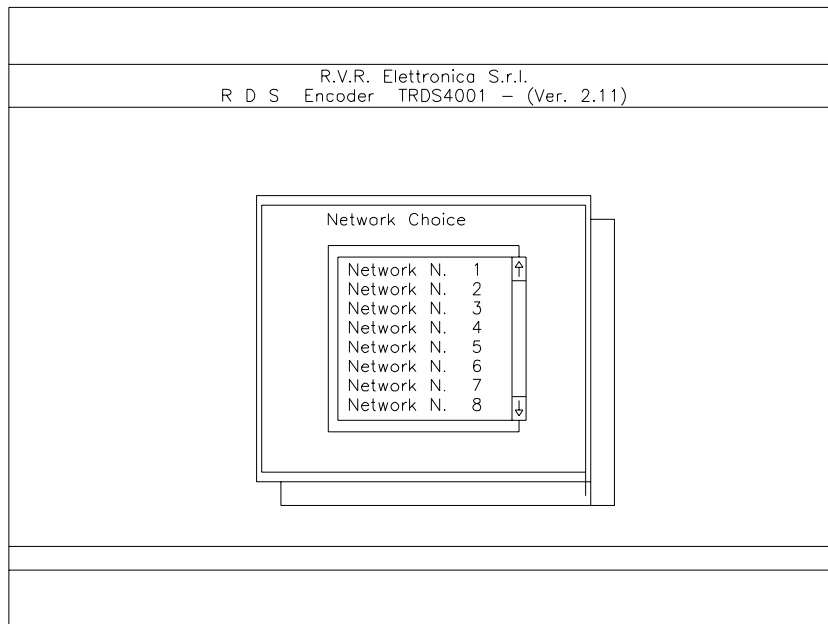 R.V.R. Elettronica S.r.l.
R D S Encoder TRDS4001 - (Ver. 2.11)
Network Choice
Network N. 1
Network N. 2
Network N. 3
Network N. 4
Network N. 5
Network N. 6
Network N. 7
Network N. 8